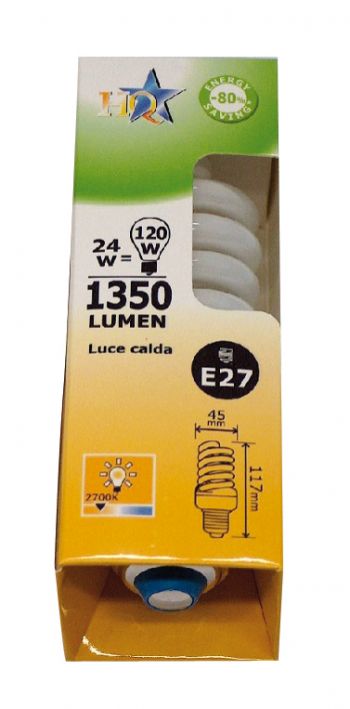 HQ
ENERGY
-80%
SAVING
24 W = 120 W
1350
LUMEN
Luce calda
E27
45
mm
117mm
2700K